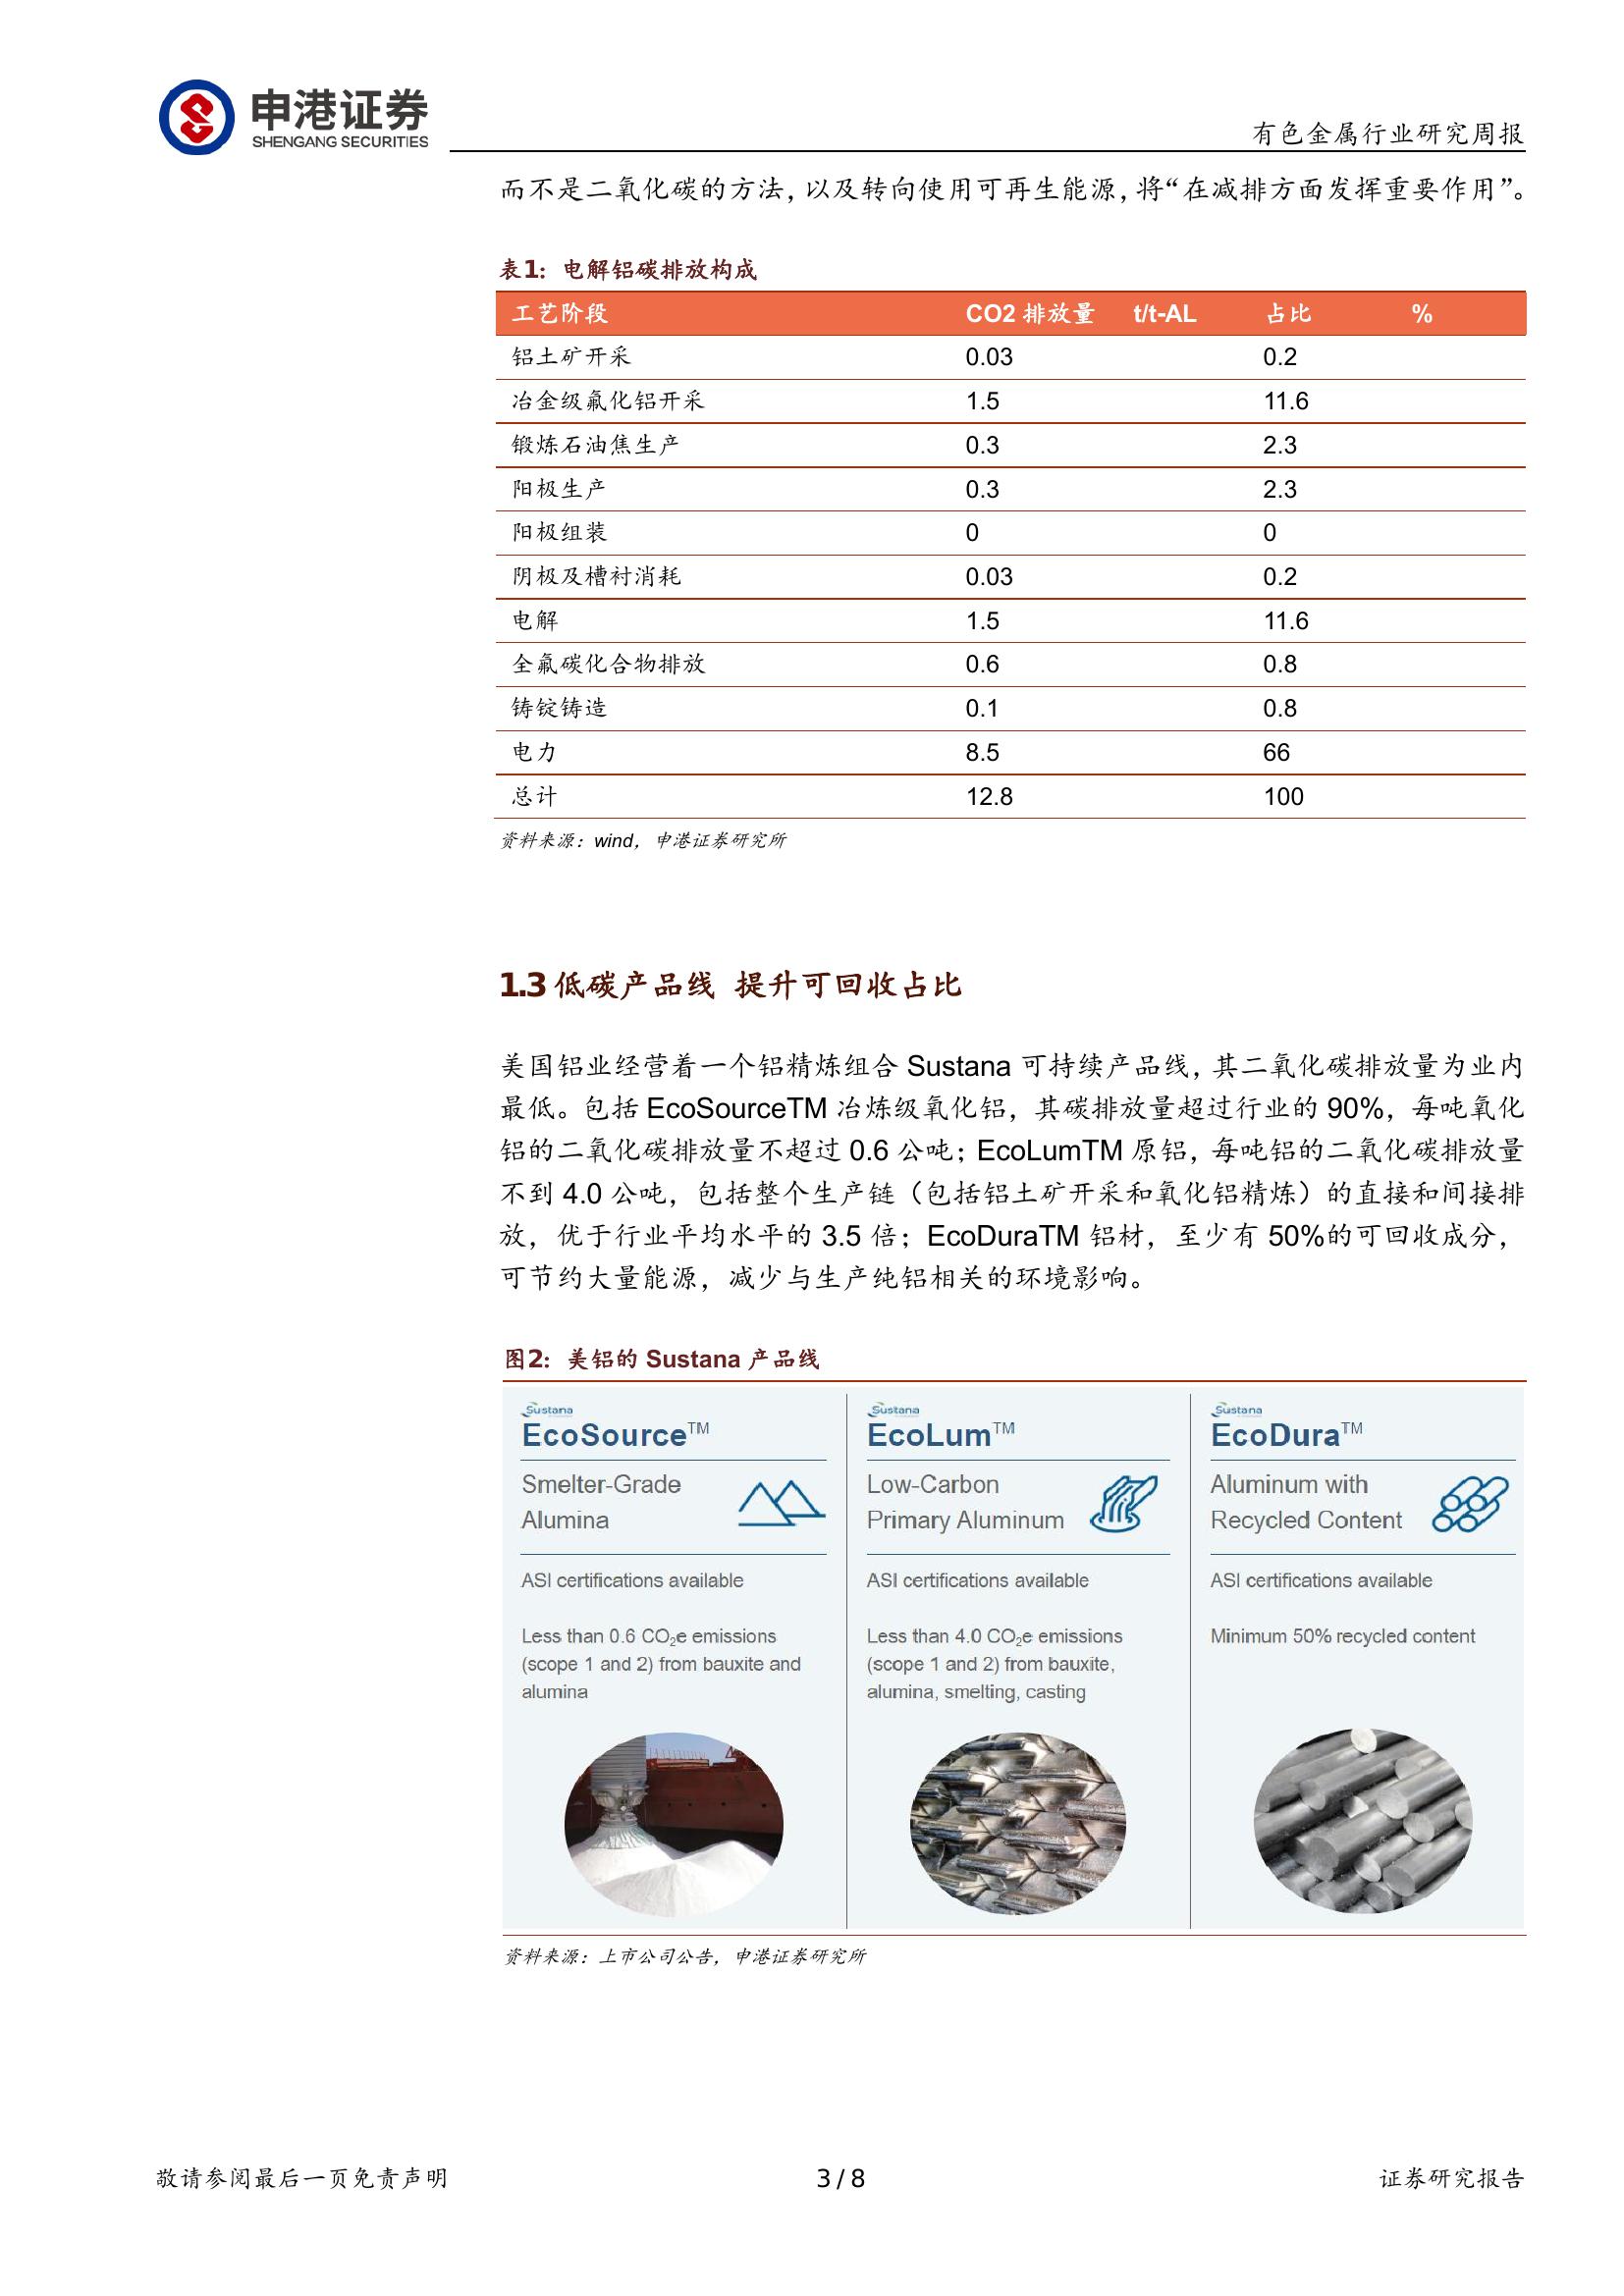 申港证券
SHENGANG SECURITIES
有色金属行业研究周报
而不是二氧化碳的方法，以及转向使用可再生能源，将“在减排方面发挥重要作用”。
表1：电解铝碳排放构成
工艺阶段 CO2 排放量 t/t-AL 占比 %
铝土矿开采 0.03 0.2
冶金级氟化铝开采 1.5 11.6
锻炼石油焦生产 0.3 2.3
阳极生产 0.3 2.3
阳极组装 0 0
阴极及槽衬消耗 0.03 0.2
电解 1.5 11.6
全氟碳化合物排放 0.6 0.8
铸锭铸造 0.1 0.8
电力 8.5 66
总计 12.8 100
资料来源：wind，申港证券研究所
1.3 低碳产品线 提升可回收占比
美国铝业经营着一个铝精炼组合 Sustana 可持续产品线，其二氧化碳排放量为业内
最低。包括 EcoSourceTM 冶炼级氧化铝，其碳排放量超过行业的 90%，每吨氧化
铝的二氧化碳排放量不超过 0.6 公吨；EcoLumTM 原铝，每吨铝的二氧化碳排放量
不到 4.0 公吨，包括整个生产链（包括铝土矿开采和氧化铝精炼）的直接和间接排
放，优于行业平均水平的 3.5 倍；EcoDuraTM 铝材，至少有 50%的可回收成分，
可节约大量能源，减少与生产纯铝相关的环境影响。
图2：美铝的 Sustana 产品线
Sustana
EcoSource™
Smelter-Grade
Alumina
ASI certifications available
Less than 0.6 CO₂e emissions
(scope 1 and 2) from bauxite and
alumina
Sustana
EcoLum™
Low-Carbon
Primary Aluminum
ASI certifications available
Less than 4.0 CO₂e emissions
(scope 1 and 2) from bauxite,
alumina, smelting, casting
Sustana
EcoDura™
Aluminum with
Recycled Content
ASI certifications available
Minimum 50% recycled content
资料来源：上市公司公告，申港证券研究所
敬请参阅最后一页免责声明 3 / 8 证券研究报告